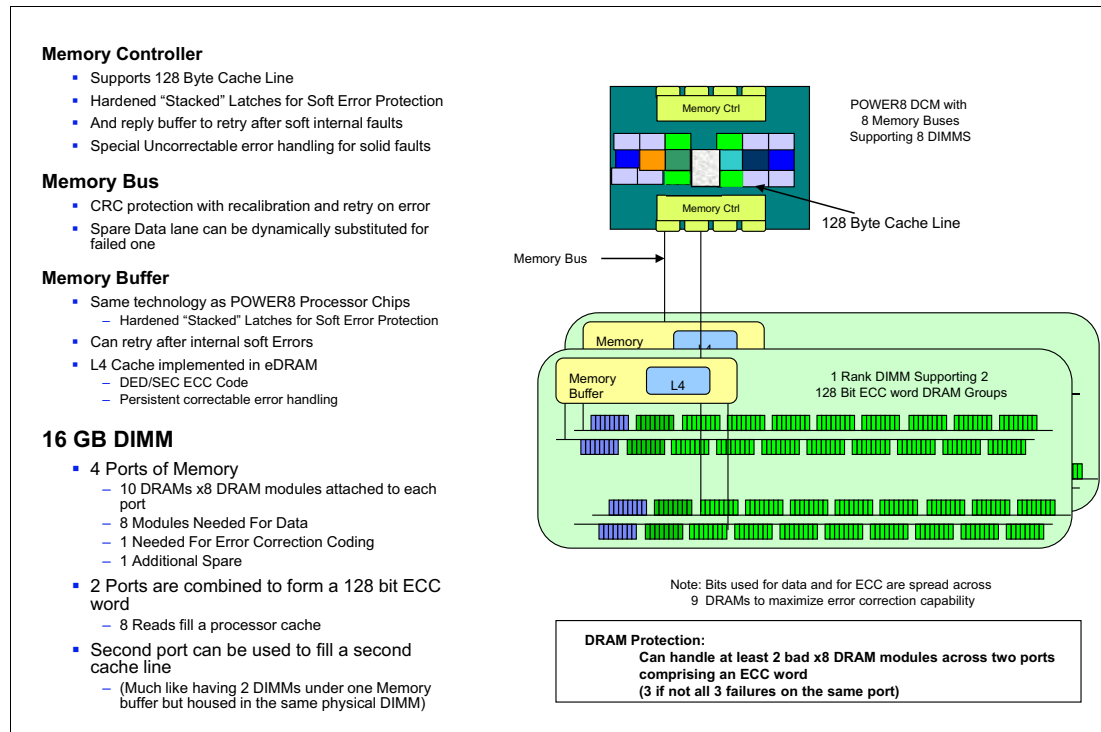 Memory Controller
▪ Supports 128 Byte Cache Line
▪ Hardened “Stacked” Latches for Soft Error Protection
▪ And reply buffer to retry after soft internal faults
▪ Special Uncorrectable error handling for solid faults
Memory Bus
▪ CRC protection with recalibration and retry on error
▪ Spare Data lane can be dynamically substituted for
failed one
Memory Buffer
▪ Same technology as POWER8 Processor Chips
– Hardened “Stacked” Latches for Soft Error Protection
▪ Can retry after internal soft Errors
▪ L4 Cache implemented in eDRAM
– DED/SEC ECC Code
– Persistent correctable error handling
16 GB DIMM
▪ 4 Ports of Memory
– 10 DRAMs x8 DRAM modules attached to each
port
– 8 Modules Needed For Data
– 1 Needed For Error Correction Coding
– 1 Additional Spare
▪ 2 Ports are combined to form a 128 bit ECC
word
– 8 Reads fill a processor cache
▪ Second port can be used to fill a second
cache line
– (Much like having 2 DIMMs under one Memory
buffer but housed in the same physical DIMM)
Memory Ctrl
POWER8 DCM with
8 Memory Buses
Supporting 8 DIMMS
Memory Ctrl
128 Byte Cache Line
Memory Bus
Memory
L4
Memory
Buffer
L4
1 Rank DIMM Supporting 2
128 Bit ECC word DRAM Groups
Note: Bits used for data and for ECC are spread across
9 DRAMs to maximize error correction capability
DRAM Protection:
Can handle at least 2 bad x8 DRAM modules across two ports
comprising an ECC word
(3 if not all 3 failures on the same port)